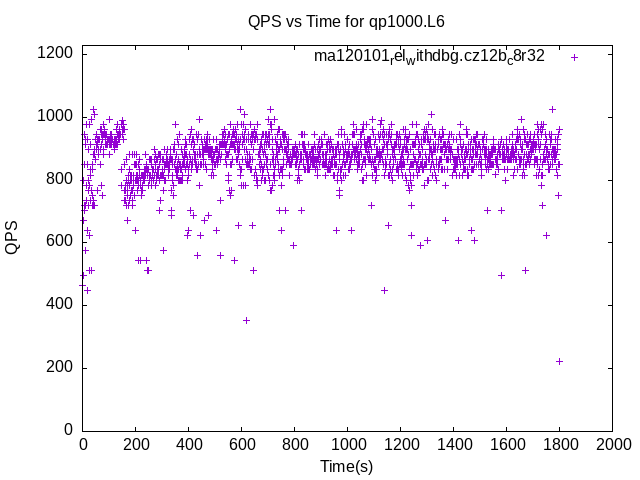 QPS vs Time for qp1000.L6
ma120101relwithdbg.cz12bc8r32
1200
1000
800
600
400
200
0
QPS
0 200 400 600 800 1000 1200 1400 1600 1800 2000
Time(s)